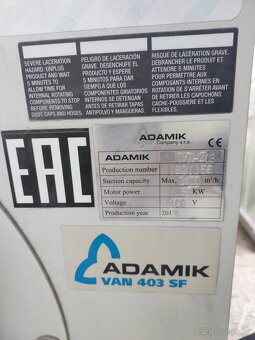 SEVERE LACERATION
HAZARD. UNPLUG
PRODUCT AND WAIT
5 MINUTES TO
ALLOW TIME FOR
INTERNAL ROTATING
COMPONENTS TO STOP
BEFORE REMOVING
DUST CAPS AND HOSES.
PELIGRO DE LACERACIÓN
GRAVE. DESENCHUFE EL
PRODUCTO Y ESPERE
5 MINUTOS PARA QUE LOS
COMPONENTES GIRATORIOS
INTERNOS SE DETENGAN
ANTES DE RETIRAR LAS TAPAS
ANTIPOLVO Y MANGUERAS.
RISQUE DE LACÉRATION GRAVE.
DÉBRANCHER LE PRODUIT ET
ATTENDRE 5 MINUTES
POUR PERMETTRE AUX
COMPOSANTS INTERNES
DE S'ARRÊTER AVANT
DE RETIRER LES CAPUCHONS
CACHE-POUSSIÈRE ET LES
FLEXIBLES.
EAC
ADAMIK CE
Company s.r.o.
ADAMIK VAN-403
Production number
Suction capacity Max. m³/h
Motor power KW
Voltage 400 V
Production year 201
ADAMIK
VAN 403 SF